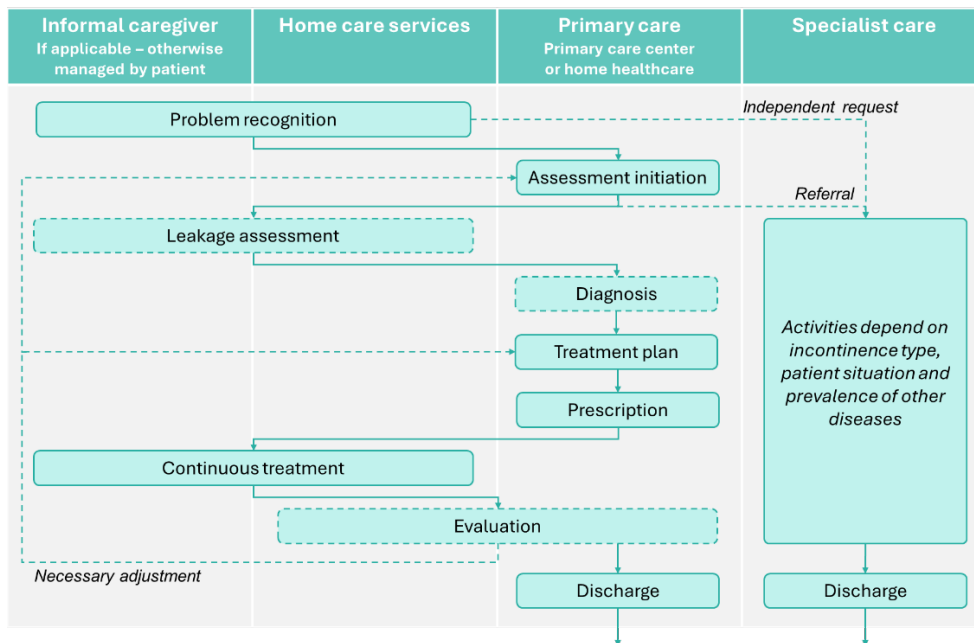 Informal caregiver
If applicable – otherwise
managed by patient
Home care services
Primary care
Primary care center
or home healthcare
Specialist care
Independent request
Problem recognition
Assessment initiation
Referral
Leakage assessment
Diagnosis
Treatment plan
Activities depend on
incontinence type,
patient situation and
prevalence of other
diseases
Prescription
Continuous treatment
Evaluation
Necessary adjustment
Discharge
Discharge